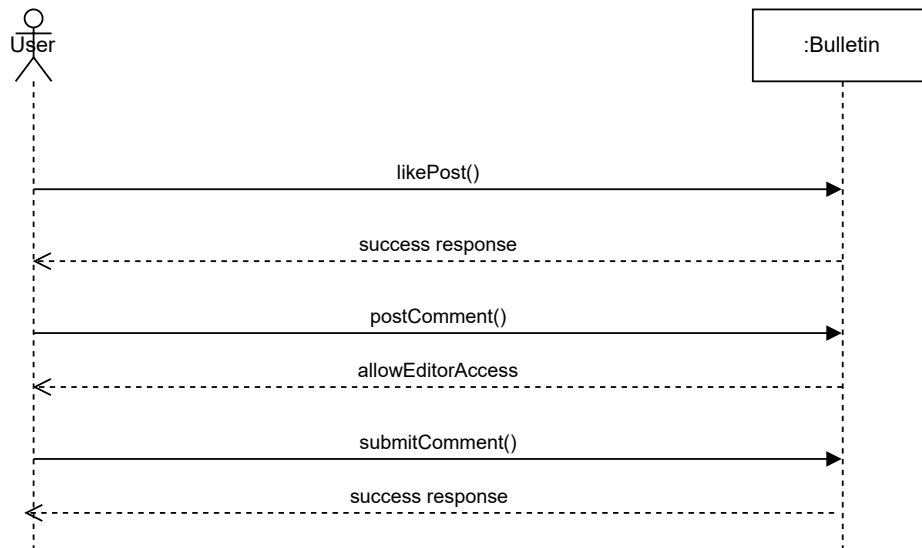 User
:Bulletin
likePost()
success response
postComment()
allowEditorAccess
submitComment()
success response